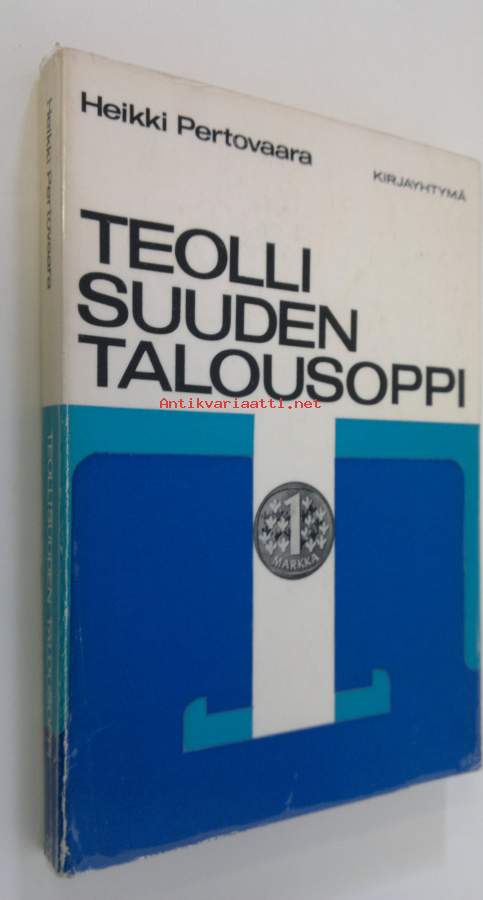 Heikki Pertovaara
KIRJAYHTYMÄ
TEOLLI
SUUDEN
TALOUSOPPI
Antikvariaatti.net
1
MARKKA
Heikki Pertovaara
TEOLLISUUDEN TALOUSOPPI